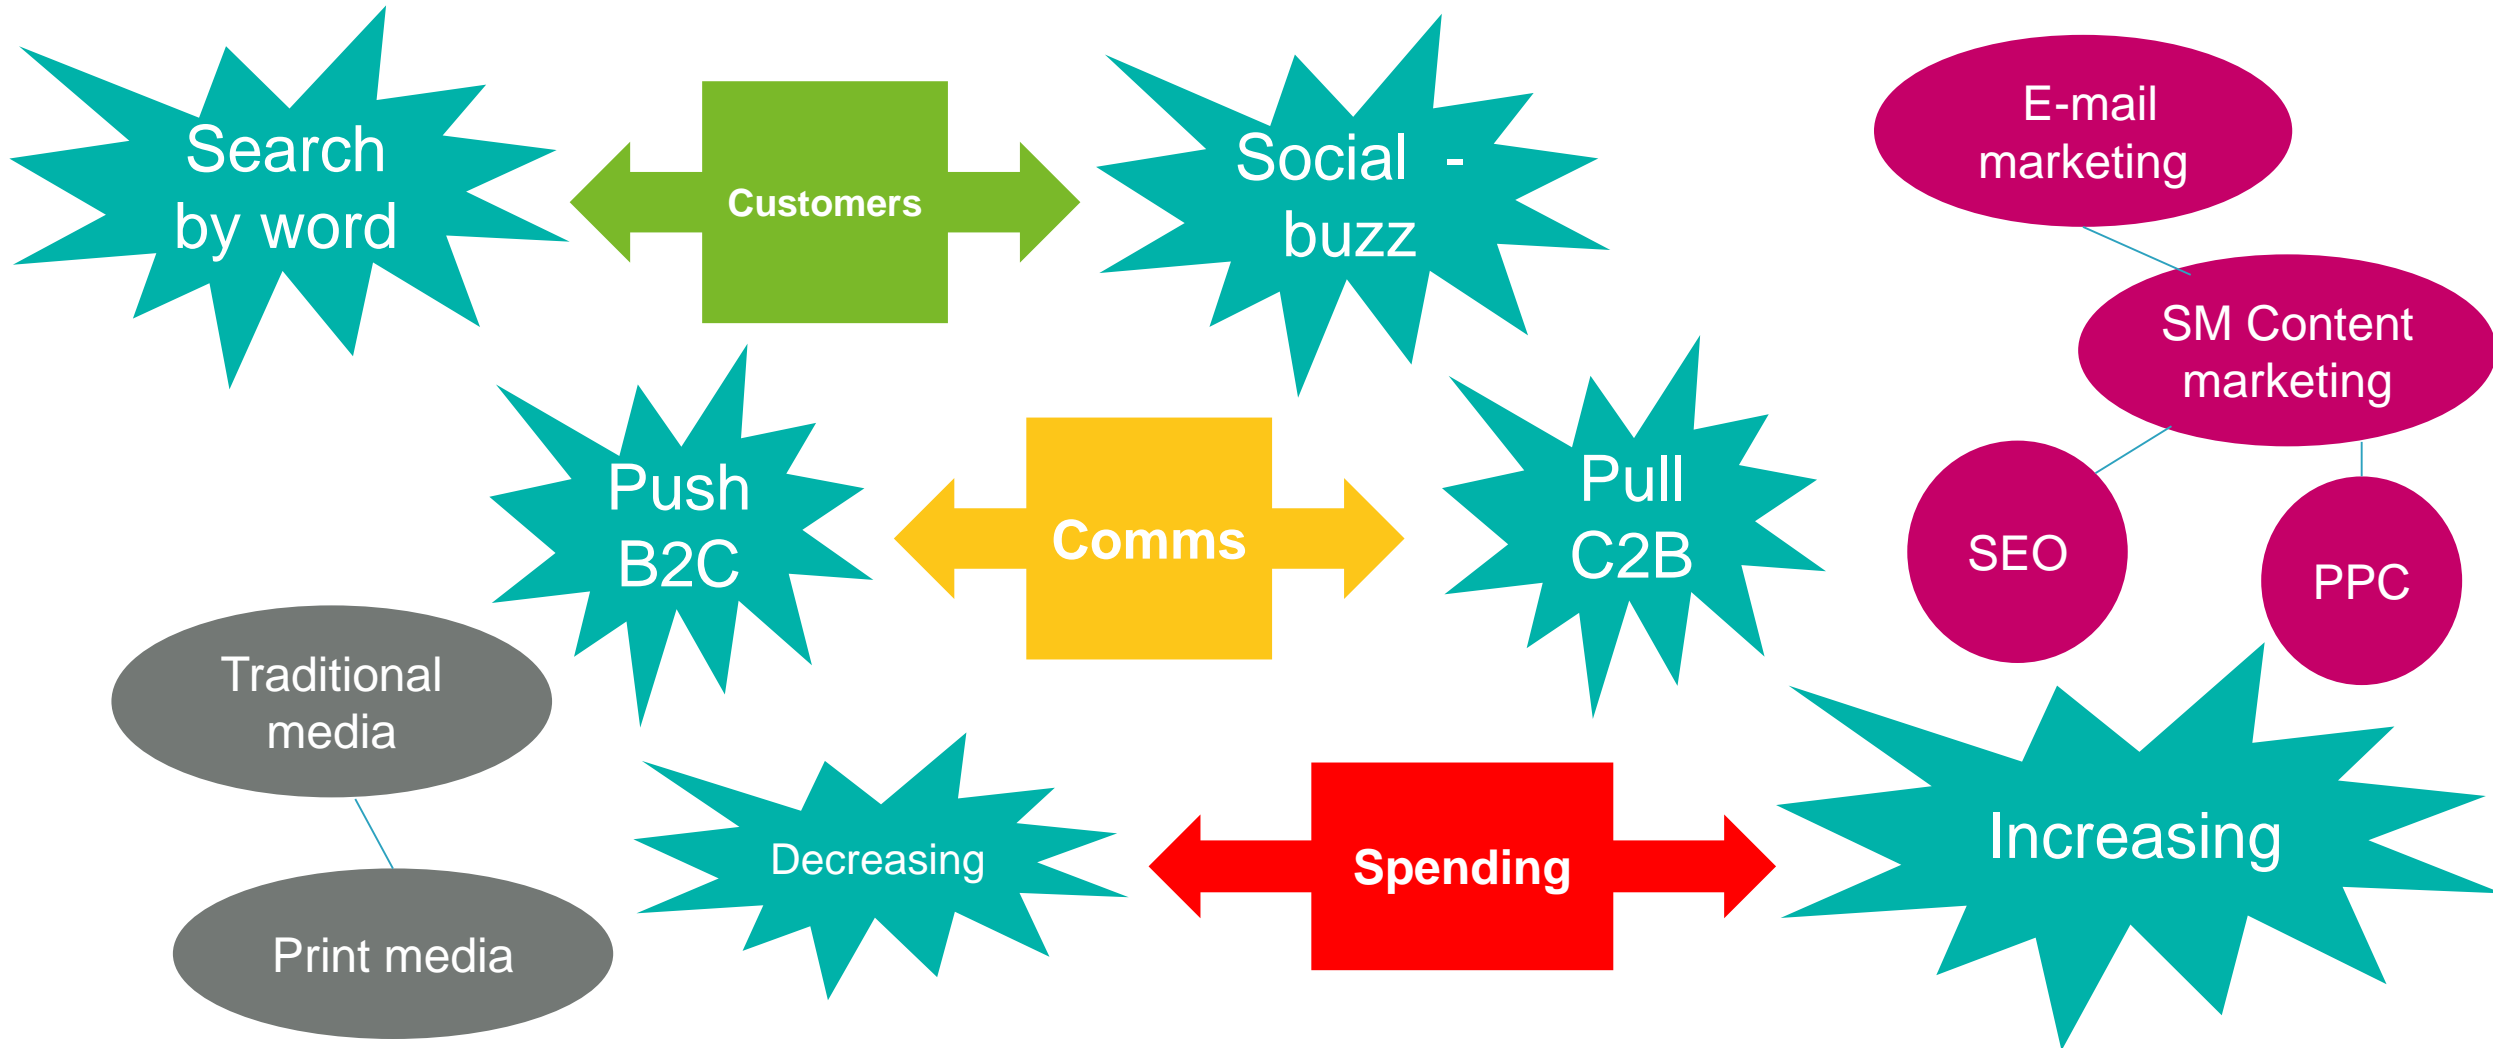 Search
by word
Customers
Social  -
buzz
E-mail
marketing
SM Content
marketing
Push
B2C
Comms
Pull
C2B
SEO
PPC
Traditional
media
Decreasing
Spending
Increasing
Print media